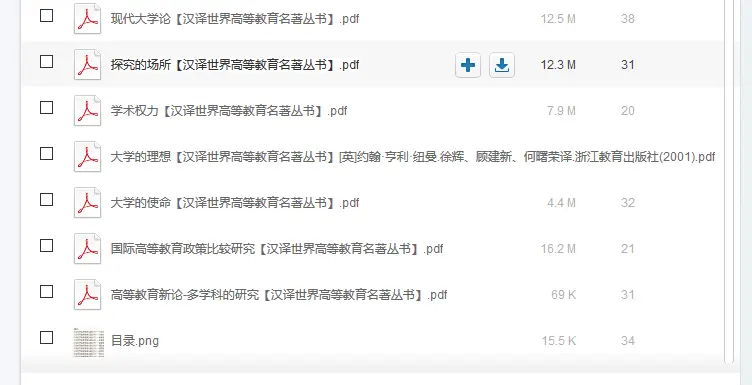 现代大学论【汉译世界高等教育名著丛书】.pdf 12.5 M 38
探究的场所【汉译世界高等教育名著丛书】.pdf 12.3 M 31
学术权力【汉译世界高等教育名著丛书】.pdf 7.9 M 20
大学的理想【汉译世界高等教育名著丛书】[英]约翰·亨利·纽曼.徐辉、顾建新、何曙荣译.浙江教育出版社(2001).pdf
大学的使命【汉译世界高等教育名著丛书】.pdf 4.4 M 32
国际高等教育政策比较研究【汉译世界高等教育名著丛书】.pdf 16.2 M 21
高等教育新论-多学科的研究【汉译世界高等教育名著丛书】.pdf 69 K 31
目录.png 15.5 K 34